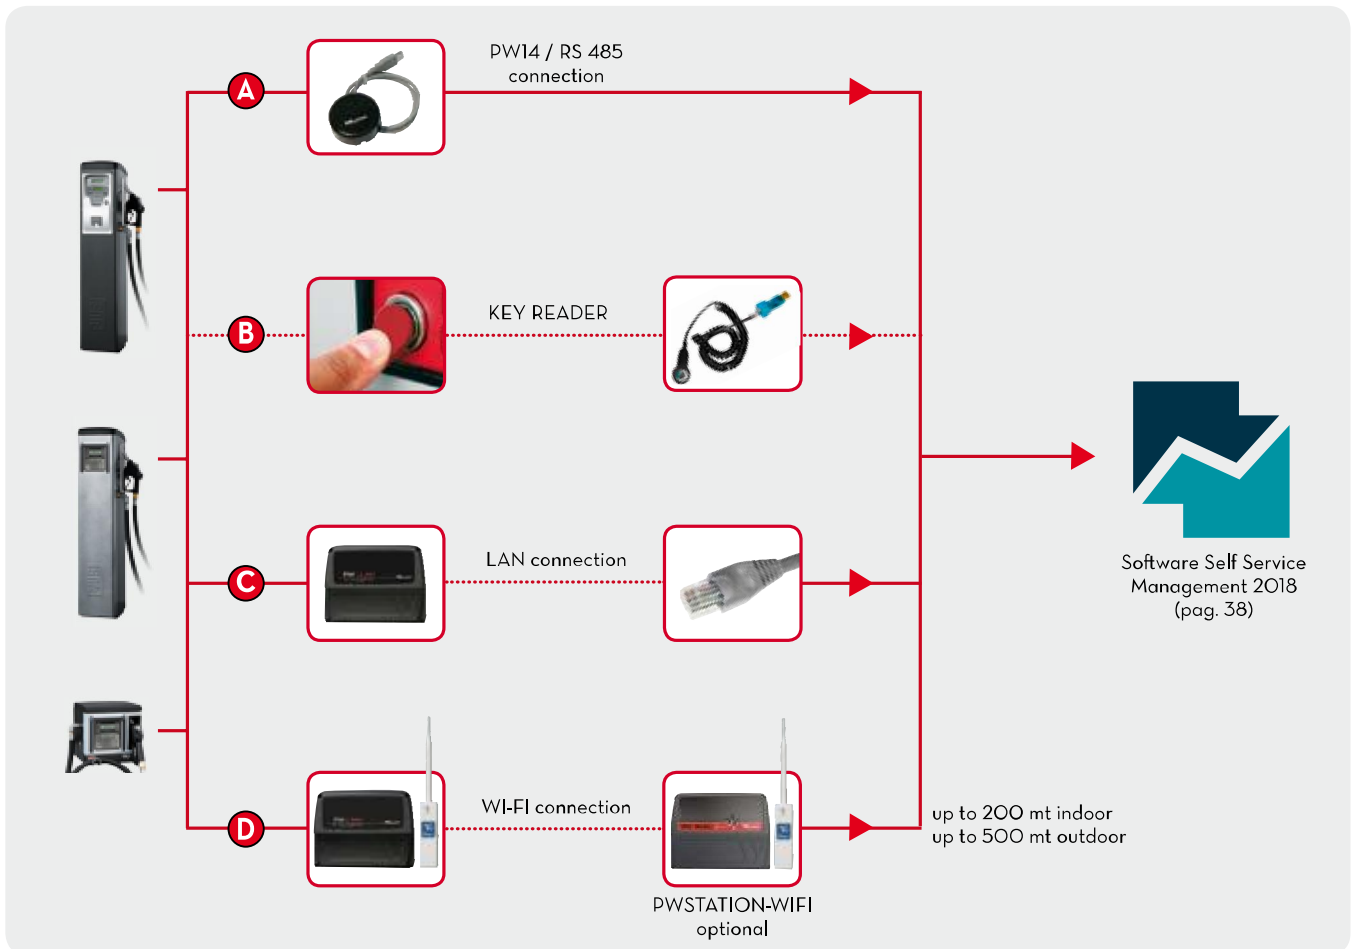 A
PW14 / RS 485
connection
B
KEY READER
C
LAN connection
Software Self Service
Management 2018
(pag. 38)
D
WI-FI connection
up to 200 mt indoor
up to 500 mt outdoor
PWSTATION-WIFI
optional